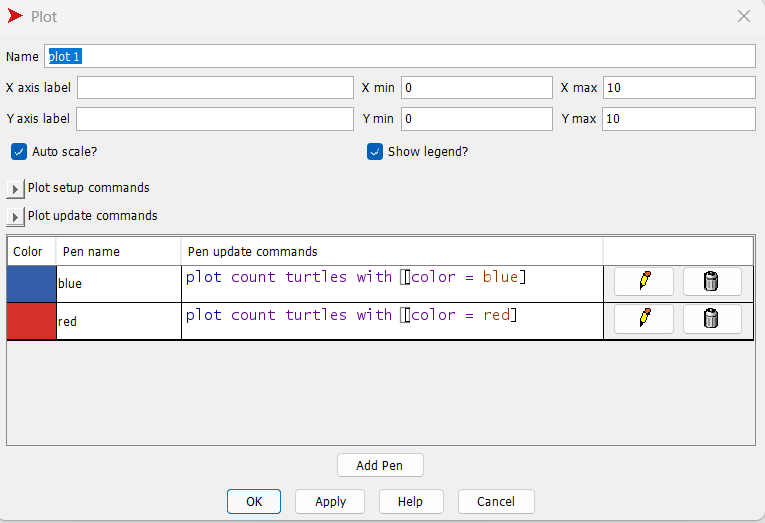 Plot
Name plot 1
X axis label X min 0 X max 10
Y axis label Y min 0 Y max 10
Auto scale? Show legend?
Plot setup commands
Plot update commands
Color Pen name Pen update commands
blue plot count turtles with [color = blue]
red plot count turtles with [color = red]
Add Pen
OK Apply Help Cancel